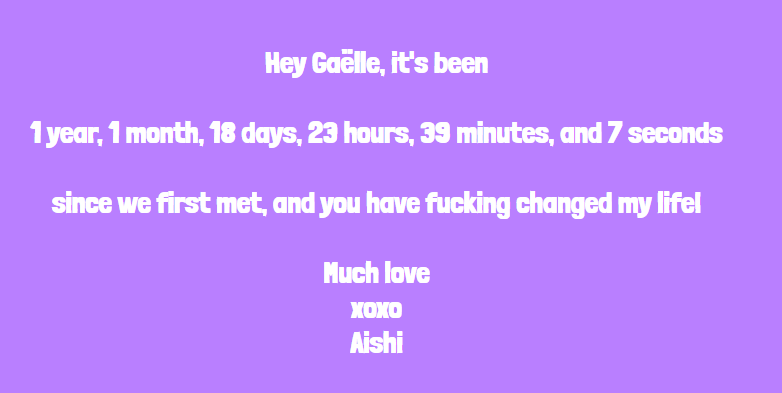 Hey Gaëlle, it's been
1 year, 1 month, 18 days, 23 hours, 39 minutes, and 7 seconds
since we first met, and you have fucking changed my life!
Much love
xoxo
Aishi